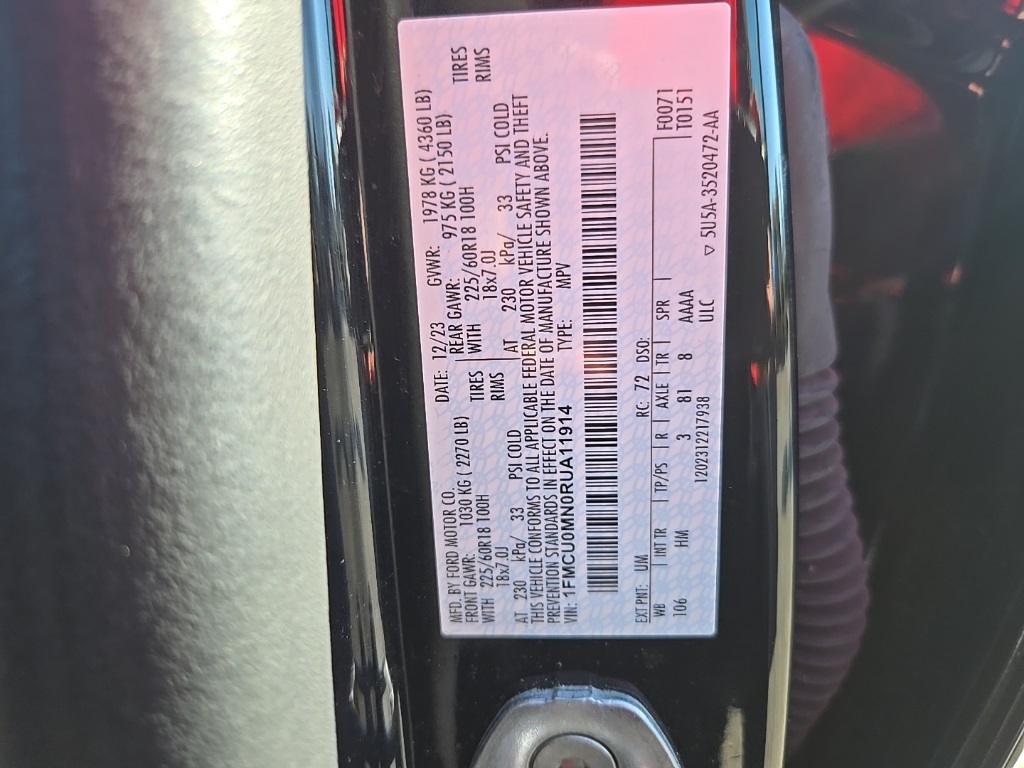 MFD. BY FORD MOTOR CO. DATE: 12/23 GVWR: 1978 KG ( 4360 LB)
FRONT GAWR: 1030 KG ( 2270 LB) REAR GAWR: 975 KG ( 2150 LB)
WITH 225/60R18 100H TIRES WITH 225/60R18 100H TIRES
18x7.0J RIMS 18x7.0J RIMS
AT 230 kPa/ 33 PSI COLD AT 230 kPa/ 33 PSI COLD
THIS VEHICLE CONFORMS TO ALL APPLICABLE FEDERAL MOTOR VEHICLE SAFETY AND THEFT
PREVENTION STANDARDS IN EFFECT ON THE DATE OF MANUFACTURE SHOWN ABOVE.
VIN: 1FMCU0MN0RUA11914 TYPE: MPV
EXT PNT: UM RC: 72 DSO: F0071
WB INT TR TP/PS R AXLE TR SPR T0151
106 HM 3 81 8 AAAA
1202312217938 ULC ▽ 5U5A-3520472-AA